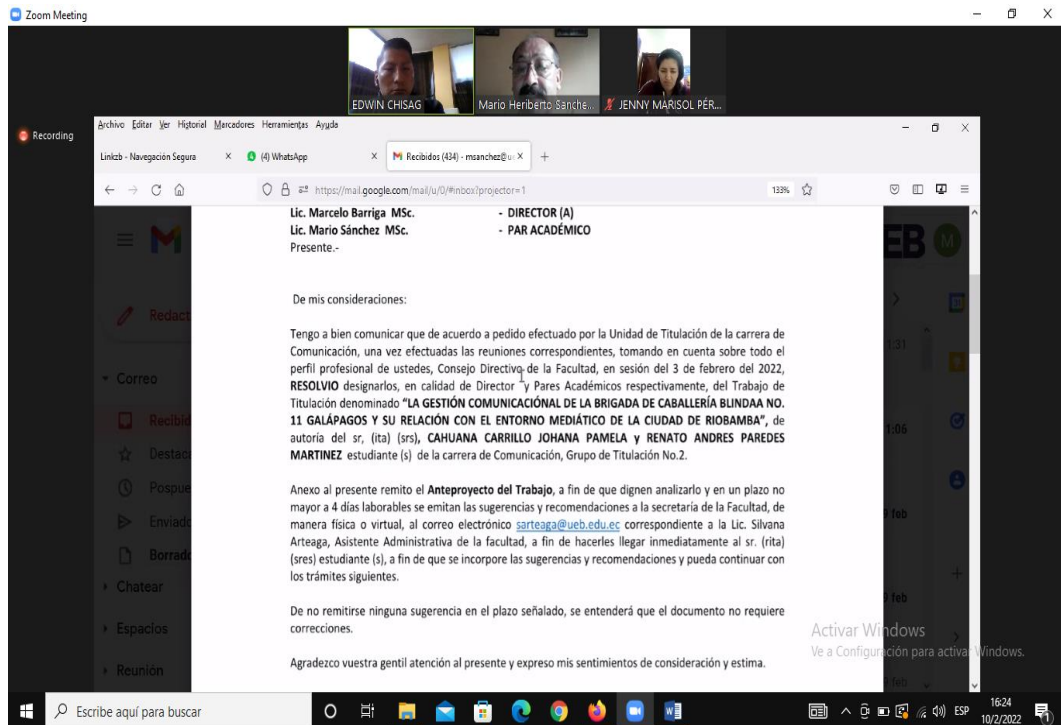 Zoom Meeting
EDWIN CHISAG
Mario Heriberto Sanche...
JENNY MARISOL PÉR...
Recording
Archivo Editar Ver Historial Marcadores Herramientas Ayuda
Linkzb - Navegación Segura
(4) WhatsApp
Recibidos (434) - msanchez@u
https://mail.google.com/mail/u/0/#inbox?projector=1
133%
Lic. Marcelo Barriga MSc. - DIRECTOR (A)
Lic. Mario Sánchez MSc. - PAR ACADÉMICO
Presente.-
EB
M
De mis consideraciones:
Redact
Tengo a bien comunicar que de acuerdo a pedido efectuado por la Unidad de Titulación de la carrera de
Comunicación, una vez efectuadas las reuniones correspondientes, tomando en cuenta sobre todo el
perfil profesional de ustedes, Consejo Directivo de la Facultad, en sesión del 3 de febrero del 2022,
RESOLVIO designarlos, en calidad de Director y Pares Académicos respectivamente, del Trabajo de
Titulación denominado “LA GESTIÓN COMUNICACIÓNAL DE LA BRIGADA DE CABALLERÍA BLINDAA NO.
11 GALÁPAGOS Y SU RELACIÓN CON EL ENTORNO MEDIÁTICO DE LA CIUDAD DE RIOBAMBA”, de
autoría del sr, (ita) (srs), CAHUANA CARRILLO JOHANA PAMELA y RENATO ANDRES PAREDES
MARTINEZ estudiante (s) de la carrera de Comunicación, Grupo de Titulación No.2.
Anexo al presente remito el Anteproyecto del Trabajo, a fin de que dignen analizarlo y en un plazo no
mayor a 4 días laborables se emitan las sugerencias y recomendaciones a la secretaría de la Facultad, de
manera física o virtual, al correo electrónico sarteaga@ueb.edu.ec correspondiente a la Lic. Silvana
Arteaga, Asistente Administrativa de la facultad, a fin de hacerles llegar inmediatamente al sr. (rita)
(sres) estudiante (s), a fin de que se incorpore las sugerencias y recomendaciones y pueda continuar con
los trámites siguientes.
De no remitirse ninguna sugerencia en el plazo señalado, se entenderá que el documento no requiere
correcciones.
Agradezco vuestra gentil atención al presente y expreso mis sentimientos de consideración y estima.
Correo
Recibid
Destac
Pospue
Enviad
Borrad
Chatear
Espacios
Reunión
1:31
1:06
9 feb
9 feb
9 feb
Activar Windows
Ve a Configuración para activar Windows.
Escribe aquí para buscar
ESP
16:24
10/2/2022